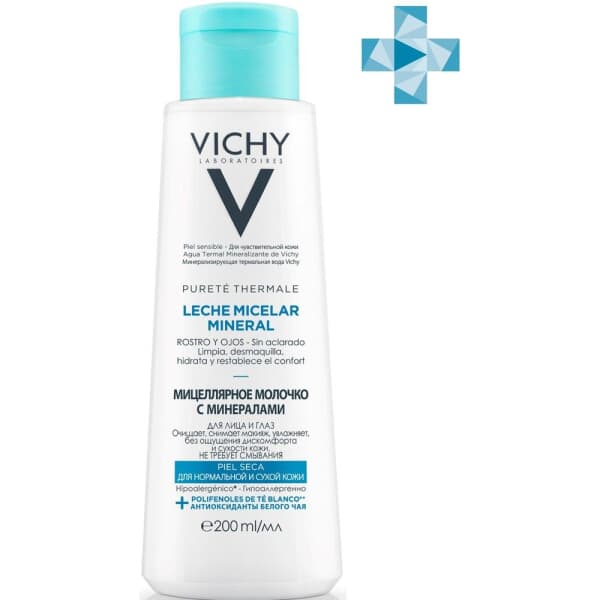 VICHY
LABORATOIRES
V
Piel sensible - Для чувствительной кожи
Agua Termal Mineralizante de Vichy
Минерализирующая термальная вода Vichy
PURETÉ THERMALE
LECHE MICELAR
MINERAL
ROSTRO Y OJOS - Sin aclarado
Limpia, desmaquilla,
hidrata y restablece el confort
МИЦЕЛЛЯРНОЕ МОЛОЧКО
С МИНЕРАЛАМИ
ДЛЯ ЛИЦА И ГЛАЗ
Очищает, снимает макияж, увлажняет,
без ощущения дискомфорта
и сухости кожи.
НЕ ТРЕБУЕТ СМЫВАНИЯ
PIEL SECA
ДЛЯ НОРМАЛЬНОЙ И СУХОЙ КОЖИ
Hipoalergénico* - Гипоаллергенно
+ POLIFENOLES DE TÉ BLANCO**
АНТИОКСИДАНТЫ БЕЛОГО ЧАЯ
℮200 ml/мл